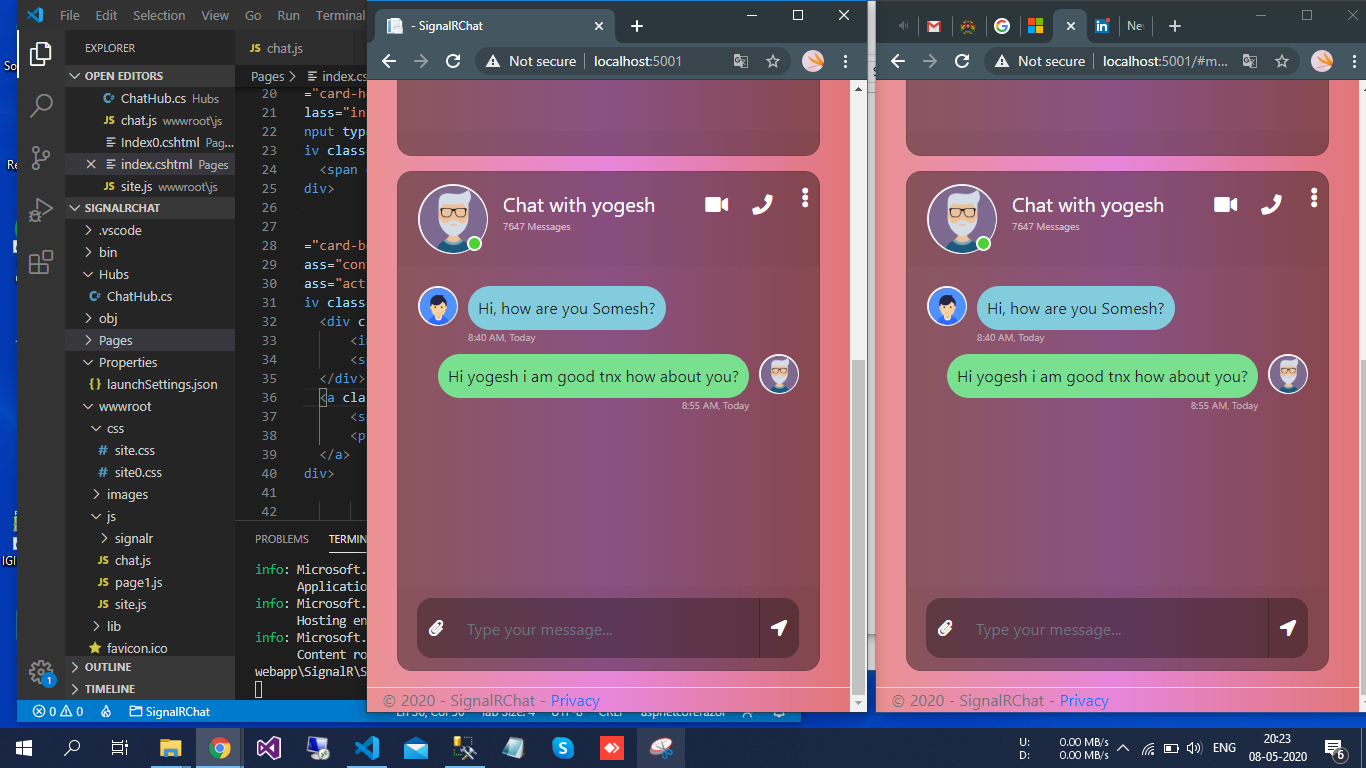 File Edit Selection View Go Run Terminal
EXPLORER
OPEN EDITORS
ChatHub.cs Hubs
chat.js wwwroot\js
Index0.cshtml Pag...
index.cshtml Pages
site.js wwwroot\js
SIGNALRCHAT
.vscode
bin
Hubs
ChatHub.cs
obj
Pages
Properties
launchSettings.json
wwwroot
css
site.css
site0.css
images
js
signalr
chat.js
page1.js
site.js
lib
favicon.ico
OUTLINE
TIMELINE
chat.js
Pages > index.cs
20 ="card-h
21 lass="in
22 nput typ
23 iv class
24 <span
25 div>
26
27
28 ="card-b
29 ass="con
30 ass="act
31 iv class
32 <div c
33 <i
34 <s
35 </div>
36 <a cla
37 <s
38 <p
39 </a>
40 div>
41
42
PROBLEMS TERMIN
info: Microsoft.
Applicatio
info: Microsoft.
Hosting en
info: Microsoft.
Content ro
webapp\SignalR\S
0 0 SignalRChat
- SignalRChat
Not secure localhost:5001
Chat with yogesh
7647 Messages
Hi, how are you Somesh?
8:40 AM, Today
Hi yogesh i am good tnx how about you?
8:55 AM, Today
Type your message...
© 2020 - SignalRChat - Privacy
Not secure localhost:5001/#m...
Chat with yogesh
7647 Messages
Hi, how are you Somesh?
8:40 AM, Today
Hi yogesh i am good tnx how about you?
8:55 AM, Today
Type your message...
© 2020 - SignalRChat - Privacy
U: 0.00 MB/s
D: 0.00 MB/s
ENG
20:23
08-05-2020
6